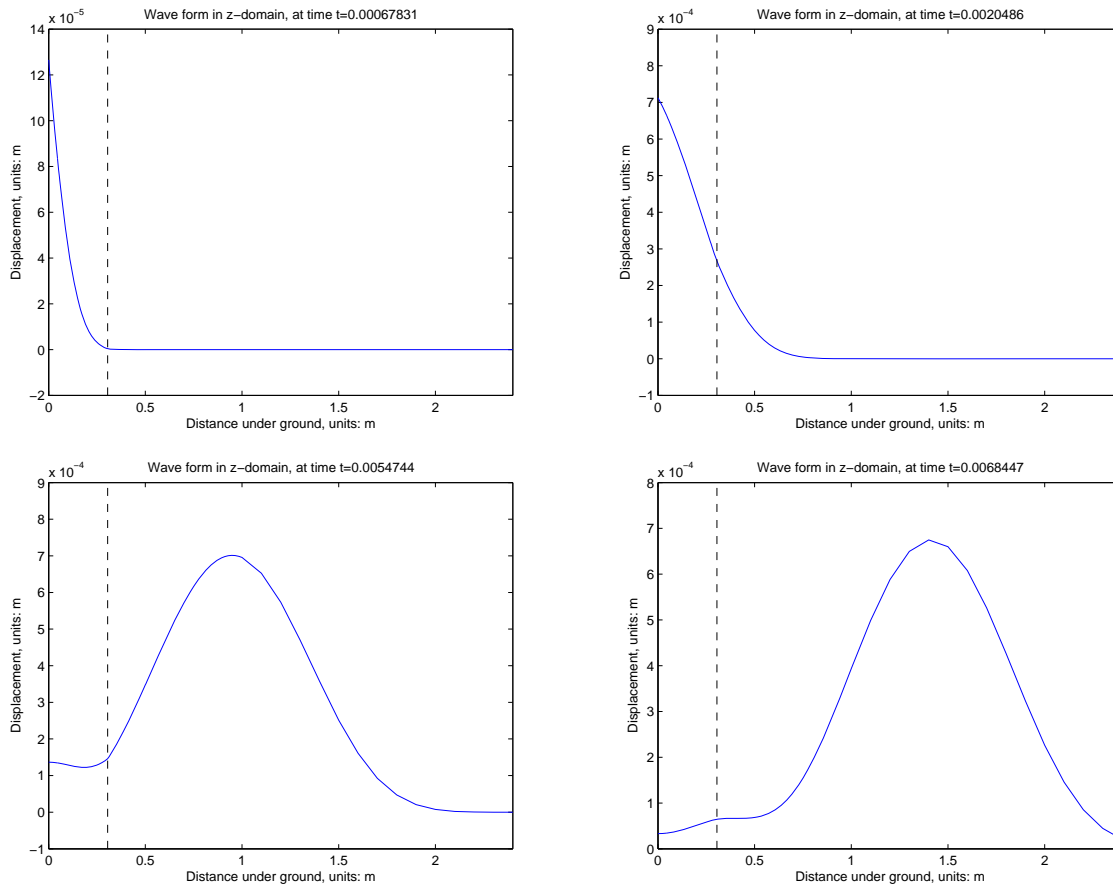 Wave form in z−domain, at time t=0.00067831
x 10⁻⁵
14
12
10
8
6
4
2
0
−2
Displacement, units: m
0 0.5 1 1.5 2
Distance under ground, units: m
Wave form in z−domain, at time t=0.0020486
x 10⁻⁴
9
8
7
6
5
4
3
2
1
0
−1
Displacement, units: m
0 0.5 1 1.5 2
Distance under ground, units: m
Wave form in z−domain, at time t=0.0054744
x 10⁻⁴
9
8
7
6
5
4
3
2
1
0
−1
Displacement, units: m
0 0.5 1 1.5 2
Distance under ground, units: m
Wave form in z−domain, at time t=0.0068447
x 10⁻⁴
8
7
6
5
4
3
2
1
0
Displacement, units: m
0 0.5 1 1.5 2
Distance under ground, units: m